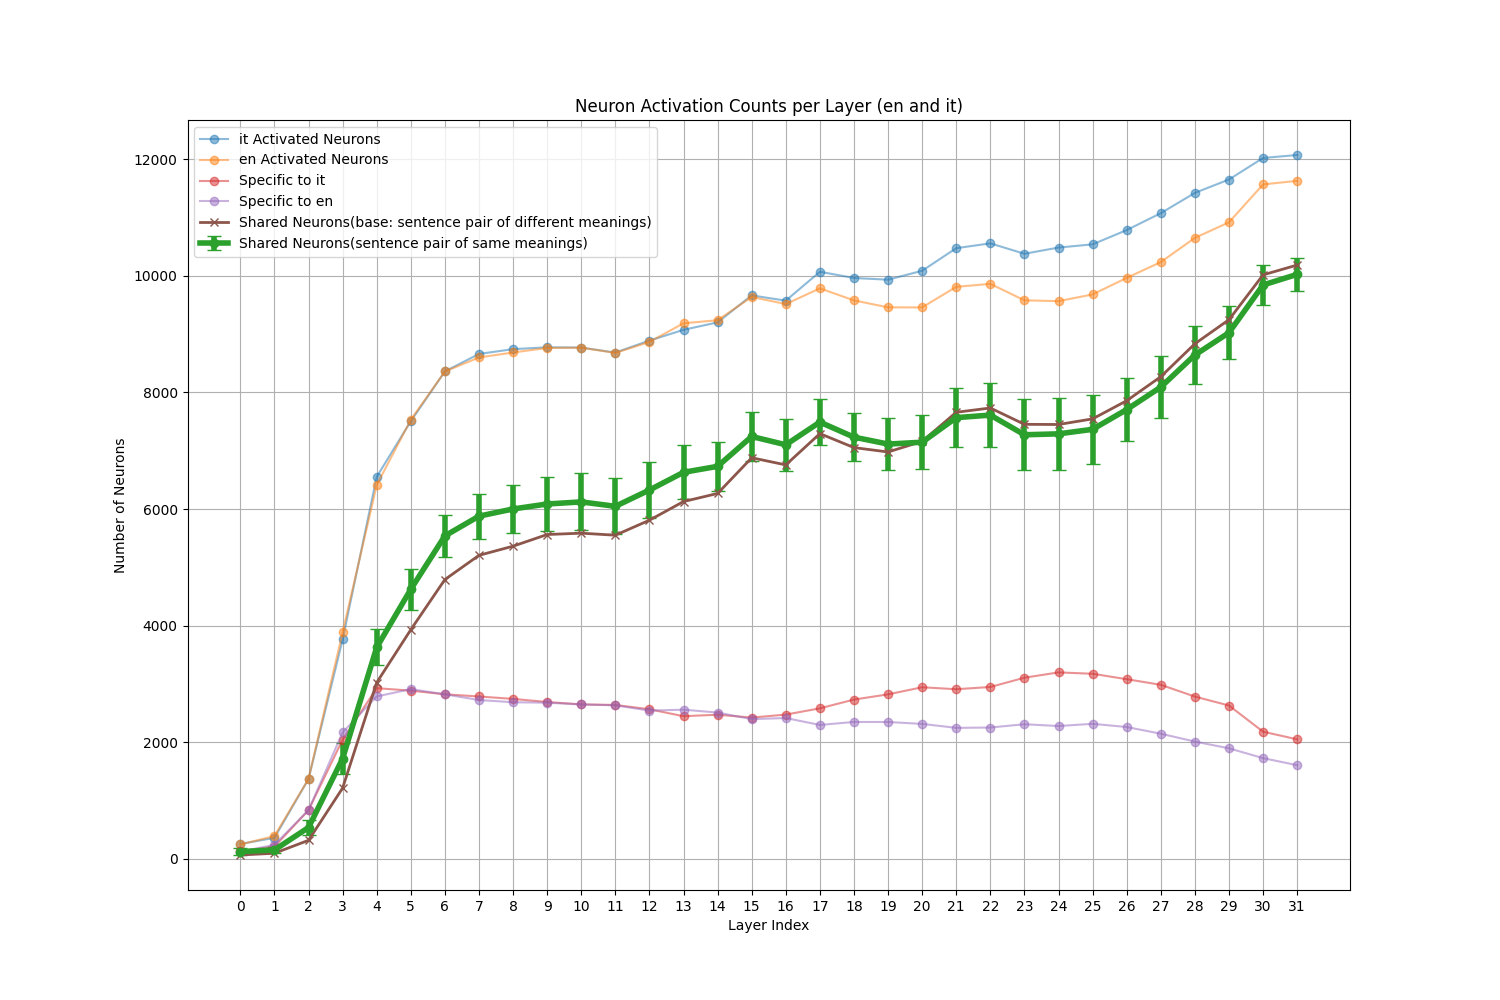 Neuron Activation Counts per Layer (en and it)
it Activated Neurons
en Activated Neurons
Specific to it
Specific to en
Shared Neurons(base: sentence pair of different meanings)
Shared Neurons(sentence pair of same meanings)
12000
10000
8000
6000
4000
2000
0
Number of Neurons
0 1 2 3 4 5 6 7 8 9 10 11 12 13 14 15 16 17 18 19 20 21 22 23 24 25 26 27 28 29 30 31
Layer Index